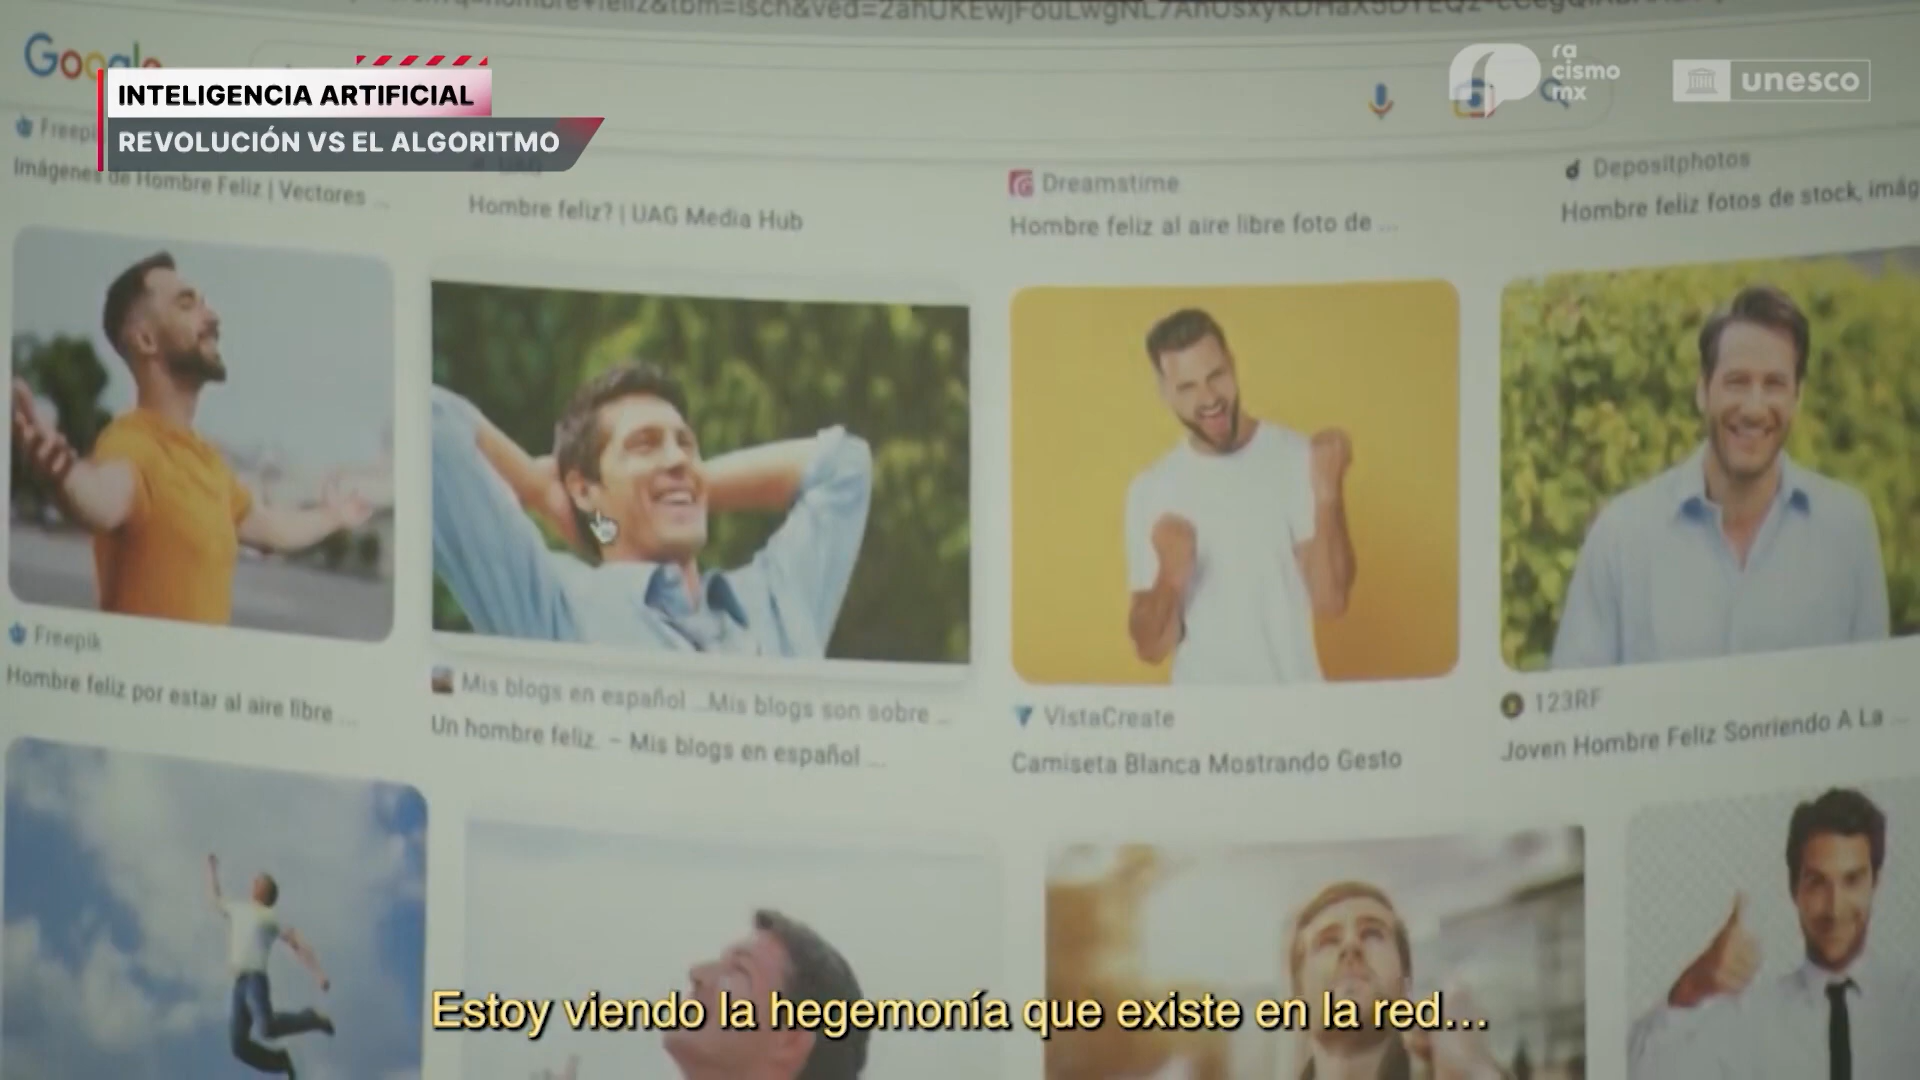 Google
INTELIGENCIA ARTIFICIAL
REVOLUCIÓN VS EL ALGORITMO
ra
cismo
mx
unesco
Freepik
Imágenes de Hombre Feliz | Vectores ...
Hombre feliz? | UAG Media Hub
Dreamstime
Hombre feliz al aire libre foto de ...
Depositphotos
Hombre feliz fotos de stock, imág
Freepik
Hombre feliz por estar al aire libre ...
Mis blogs en español ...Mis blogs son sobre ...
Un hombre feliz. – Mis blogs en español ...
VistaCreate
Camiseta Blanca Mostrando Gesto
123RF
Joven Hombre Feliz Sonriendo A La ...
Estoy viendo la hegemonía que existe en la red...